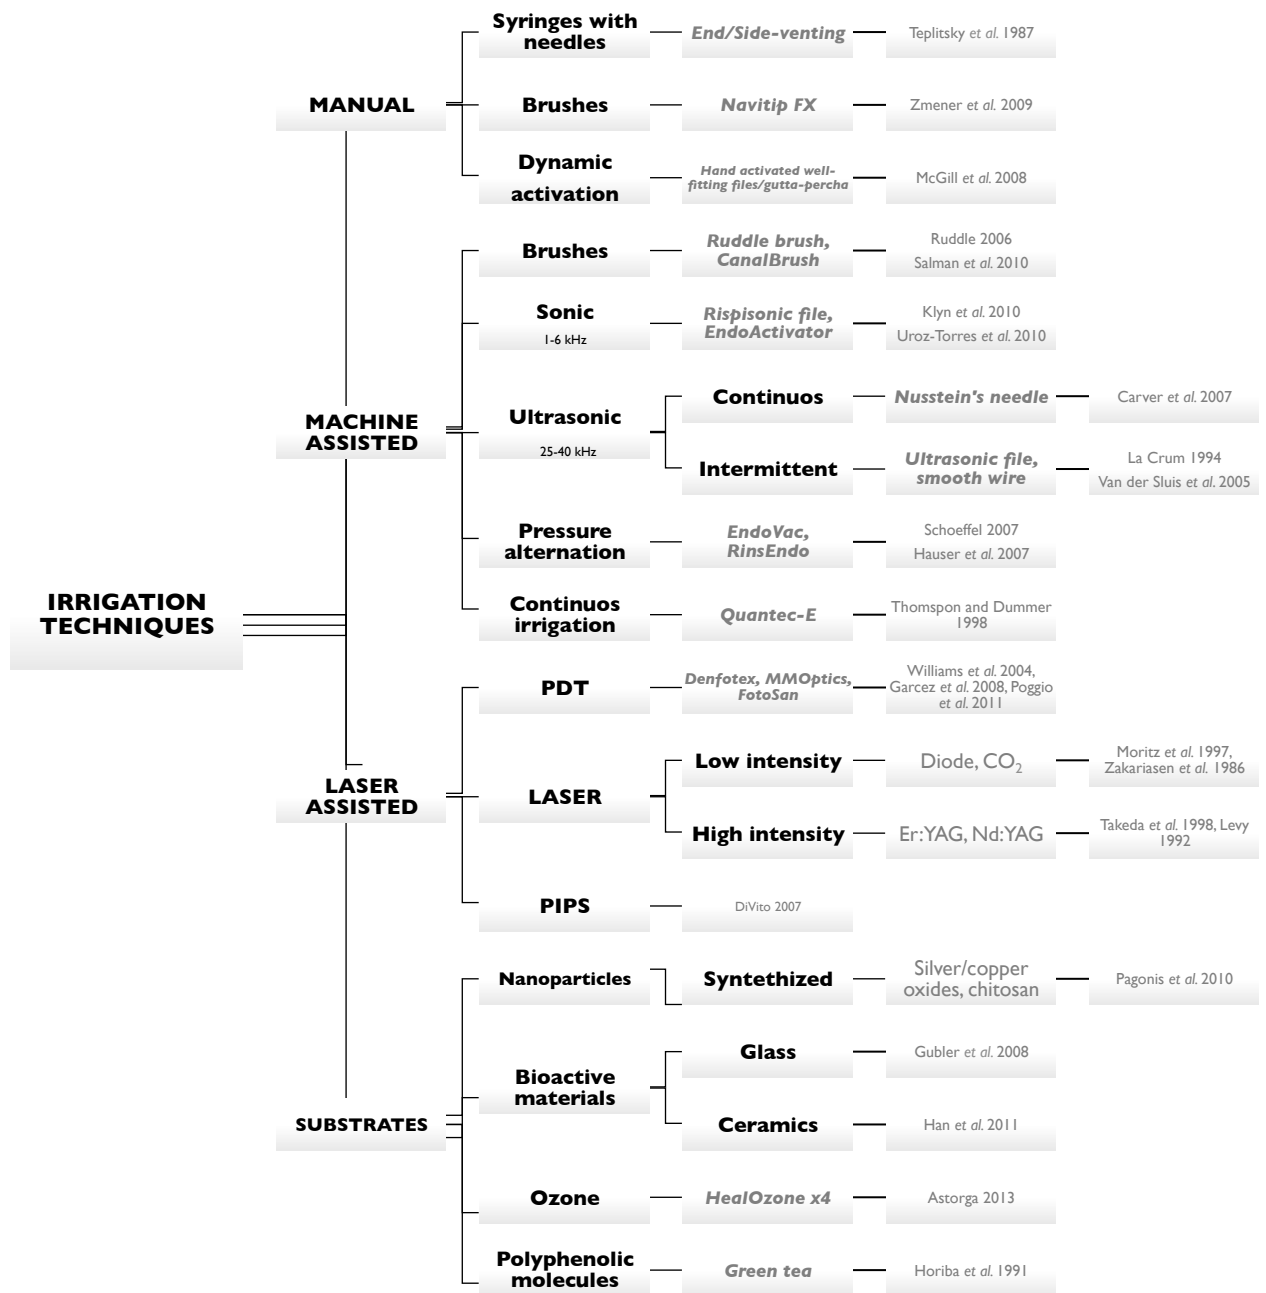 Syringes with
needles
End/Side-venting
Teplitsky et al. 1987
MANUAL
Brushes
Navitip FX
Zmener et al. 2009
Dynamic
activation
Hand activated well-
fitting files/gutta-percha
McGill et al. 2008
Brushes
Ruddle brush,
CanalBrush
Ruddle 2006
Salman et al. 2010
Sonic
1-6 kHz
Rispisonic file,
EndoActivator
Klyn et al. 2010
Uroz-Torres et al. 2010
MACHINE
ASSISTED
Ultrasonic
25-40 kHz
Continuos
Nusstein's needle
Carver et al. 2007
Intermittent
Ultrasonic file,
smooth wire
La Crum 1994
Van der Sluis et al. 2005
Pressure
alternation
EndoVac,
RinsEndo
Schoeffel 2007
Hauser et al. 2007
IRRIGATION
TECHNIQUES
Continuos
irrigation
Quantec-E
Thomspon and Dummer
1998
PDT
Denfotex, MMOptics,
FotoSan
Williams et al. 2004,
Garcez et al. 2008, Poggio
et al. 2011
LASER
ASSISTED
LASER
Low intensity
Diode, CO₂
Moritz et al. 1997,
Zakariasen et al. 1986
High intensity
Er:YAG, Nd:YAG
Takeda et al. 1998, Levy
1992
PIPS
DiVito 2007
Nanoparticles
Syntethized
Silver/copper
oxides, chitosan
Pagonis et al. 2010
SUBSTRATES
Bioactive
materials
Glass
Gubler et al. 2008
Ceramics
Han et al. 2011
Ozone
HealOzone x4
Astorga 2013
Polyphenolic
molecules
Green tea
Horiba et al. 1991